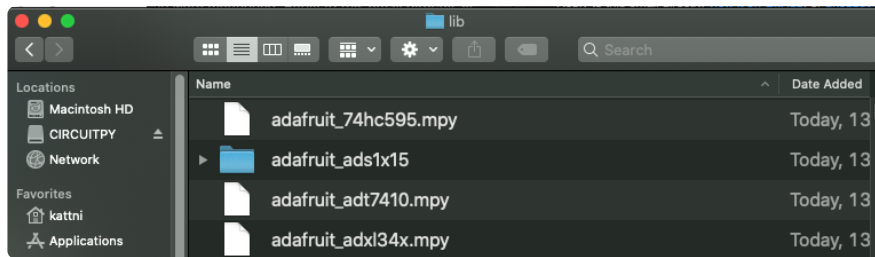 lib
Search
Locations
Macintosh HD
CIRCUITPY
Network
Favorites
kattni
Applications
Name Date Added
adafruit_74hc595.mpy Today, 13
adafruit_ads1x15 Today, 13
adafruit_adt7410.mpy Today, 13
adafruit_adxl34x.mpy Today, 13